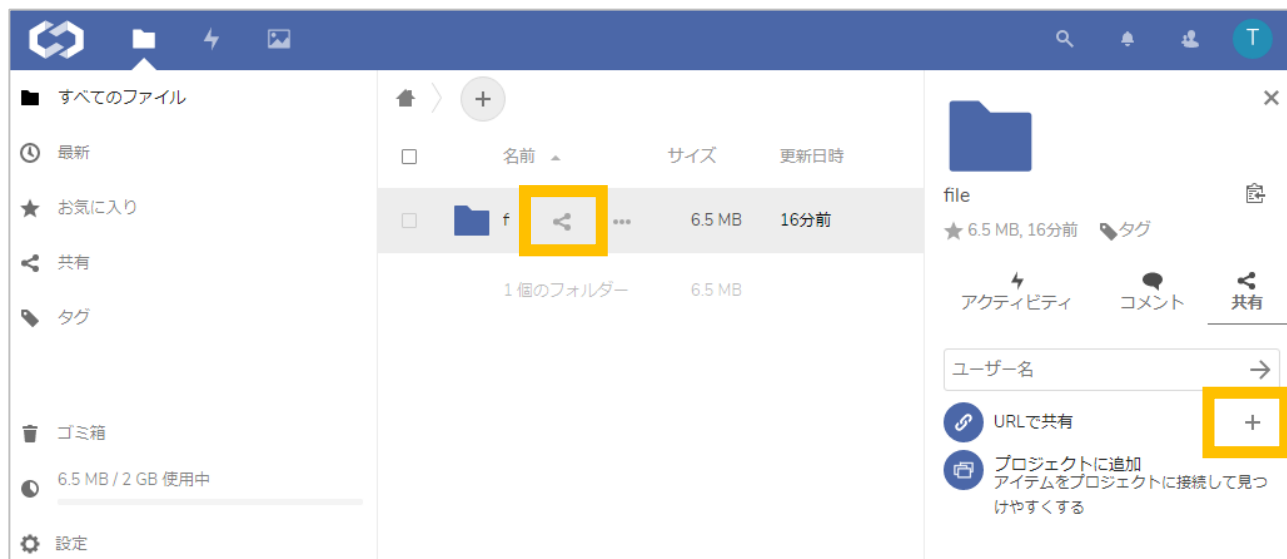 T
すべてのファイル
最新
お気に入り
共有
タグ
ゴミ箱
6.5 MB / 2 GB 使用中
設定
名前 サイズ 更新日時
f 6.5 MB 16分前
1 個のフォルダー 6.5 MB
file
6.5 MB, 16分前 タグ
アクティビティ コメント 共有
ユーザー名
URLで共有
プロジェクトに追加
アイテムをプロジェクトに接続して見つ
けやすくする